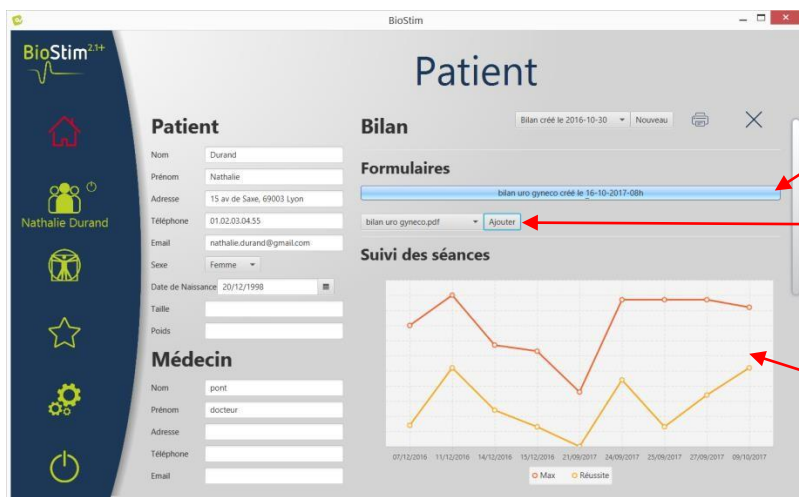 BioStim
BioStim 2.1+
Patient
Nathalie Durand
Patient
Nom Durand
Prénom Nathalie
Adresse 15 av de Saxe, 69003 Lyon
Téléphone 01.02.03.04.55
Email nathalie.durand@gmail.com
Sexe Femme
Date de Naissance 20/12/1998
Taille
Poids
Médecin
Nom pont
Prénom docteur
Adresse
Téléphone
Email
Bilan
Bilan créé le 2016-10-30 Nouveau
Formulaires
bilan uro gyneco créé le 16-10-2017-08h
bilan uro gyneco.pdf Ajouter
Suivi des séances
07/12/2016 11/12/2016 14/12/2016 15/12/2016 21/09/2017 24/09/2017 25/09/2017 27/09/2017 09/10/2017
Max Réussite